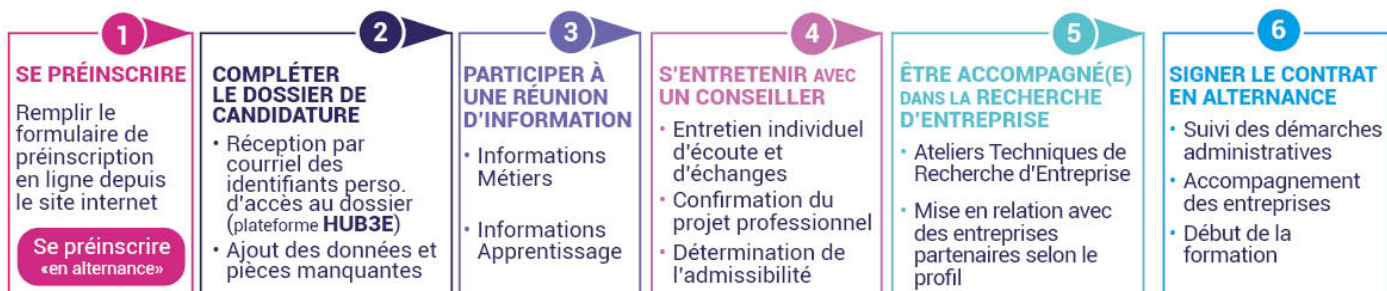 1
SE PRÉINSCRIRE
Remplir le
formulaire de
préinscription
en ligne depuis
le site internet
Se préinscrire
«en alternance»
2
COMPLÉTER
LE DOSSIER DE
CANDIDATURE
• Réception par
courriel des
identifiants perso.
d'accès au dossier
(plateforme HUB3E)
• Ajout des données et
pièces manquantes
3
PARTICIPER À
UNE RÉUNION
D'INFORMATION
• Informations
Métiers
• Informations
Apprentissage
4
S'ENTRETENIR AVEC
UN CONSEILLER
• Entretien individuel
d'écoute et
d'échanges
• Confirmation du
projet professionnel
• Détermination de
l'admissibilité
5
ÊTRE ACCOMPAGNÉ(E)
DANS LA RECHERCHE
D'ENTREPRISE
• Ateliers Techniques de
Recherche d'Entreprise
• Mise en relation avec
des entreprises
partenaires selon le
profil
6
SIGNER LE CONTRAT
EN ALTERNANCE
• Suivi des démarches
administratives
• Accompagnement
des entreprises
• Début de la
formation